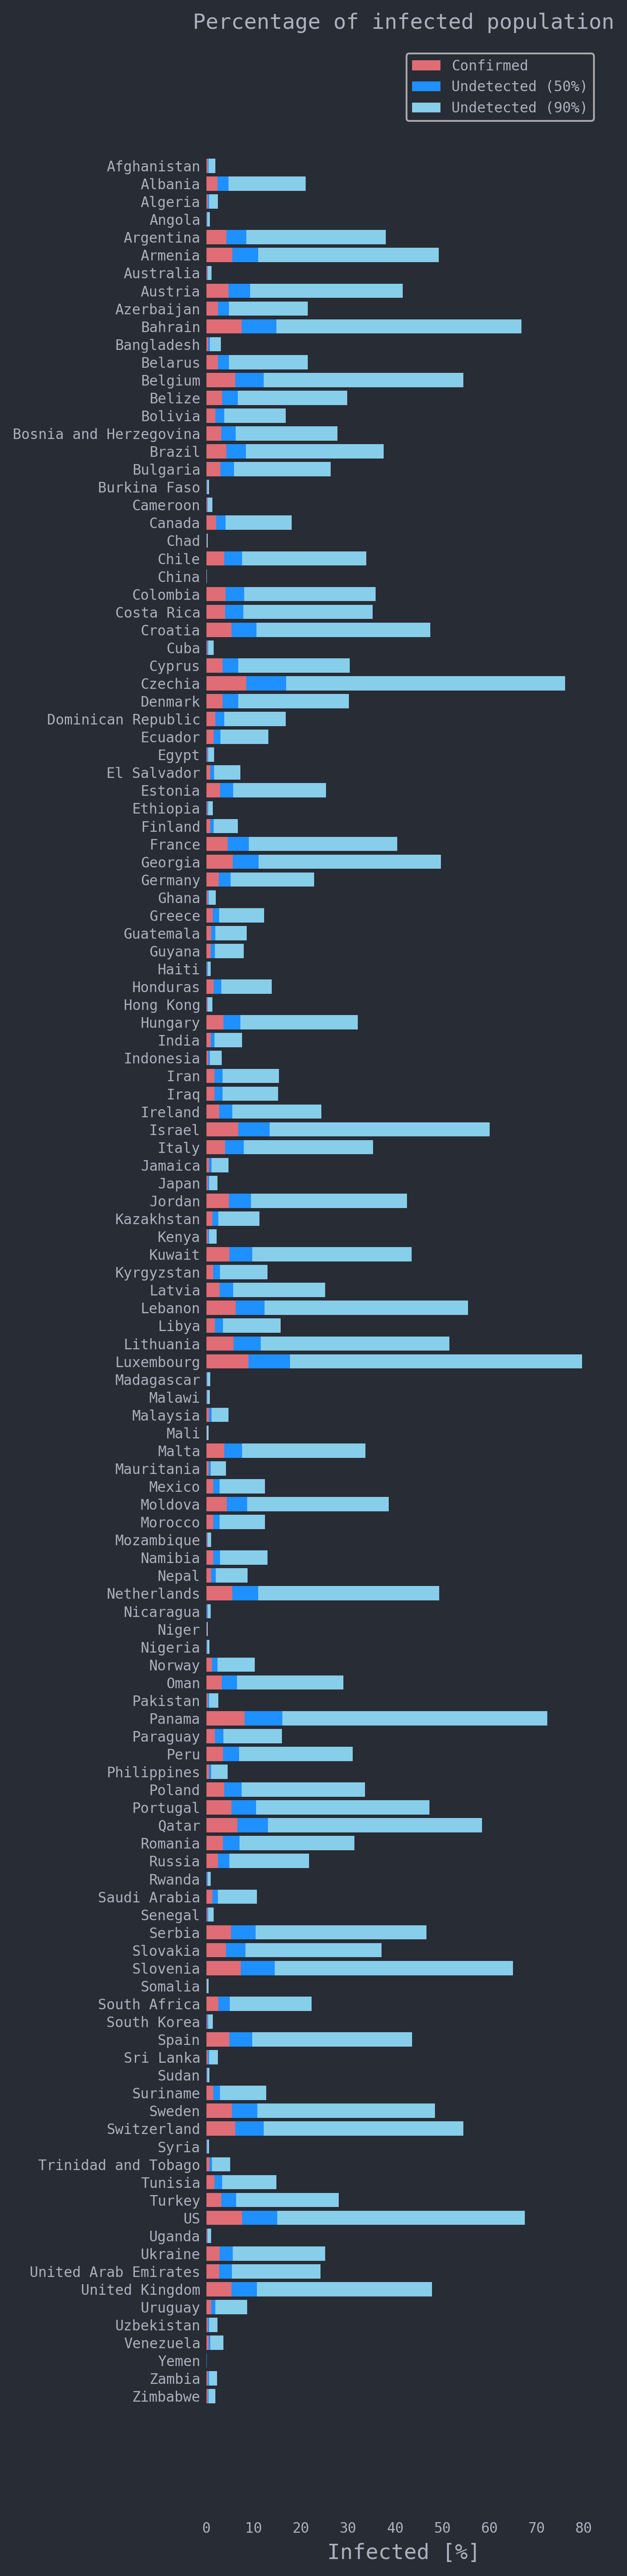 Percentage of infected population
Confirmed
Undetected (50%)
Undetected (90%)
Afghanistan
Albania
Algeria
Angola
Argentina
Armenia
Australia
Austria
Azerbaijan
Bahrain
Bangladesh
Belarus
Belgium
Belize
Bolivia
Bosnia and Herzegovina
Brazil
Bulgaria
Burkina Faso
Cameroon
Canada
Chad
Chile
China
Colombia
Costa Rica
Croatia
Cuba
Cyprus
Czechia
Denmark
Dominican Republic
Ecuador
Egypt
El Salvador
Estonia
Ethiopia
Finland
France
Georgia
Germany
Ghana
Greece
Guatemala
Guyana
Haiti
Honduras
Hong Kong
Hungary
India
Indonesia
Iran
Iraq
Ireland
Israel
Italy
Jamaica
Japan
Jordan
Kazakhstan
Kenya
Kuwait
Kyrgyzstan
Latvia
Lebanon
Libya
Lithuania
Luxembourg
Madagascar
Malawi
Malaysia
Mali
Malta
Mauritania
Mexico
Moldova
Morocco
Mozambique
Namibia
Nepal
Netherlands
Nicaragua
Niger
Nigeria
Norway
Oman
Pakistan
Panama
Paraguay
Peru
Philippines
Poland
Portugal
Qatar
Romania
Russia
Rwanda
Saudi Arabia
Senegal
Serbia
Slovakia
Slovenia
Somalia
South Africa
South Korea
Spain
Sri Lanka
Sudan
Suriname
Sweden
Switzerland
Syria
Trinidad and Tobago
Tunisia
Turkey
US
Uganda
Ukraine
United Arab Emirates
United Kingdom
Uruguay
Uzbekistan
Venezuela
Yemen
Zambia
Zimbabwe
0 10 20 30 40 50 60 70 80
Infected [%]